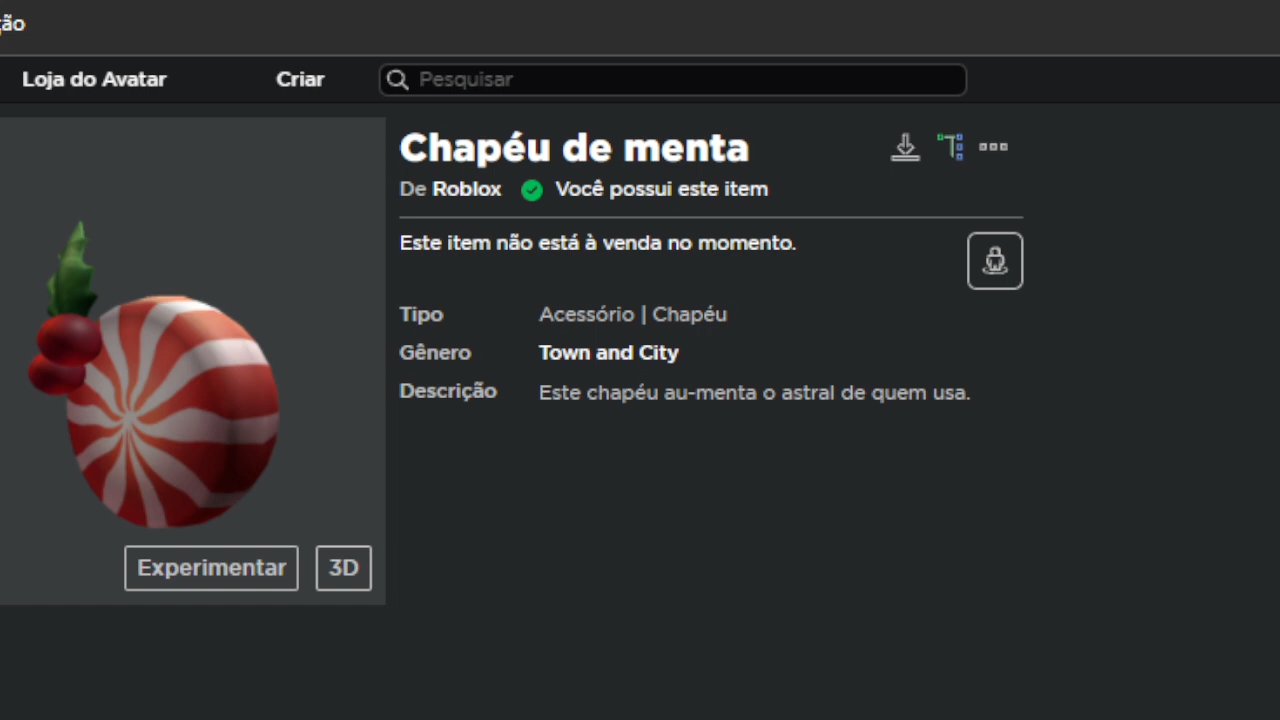 ção
Loja do Avatar Criar Pesquisar
Chapéu de menta
De Roblox Você possui este item
Este item não está à venda no momento.
Tipo Acessório | Chapéu
Gênero Town and City
Descrição Este chapéu au-menta o astral de quem usa.
Experimentar 3D